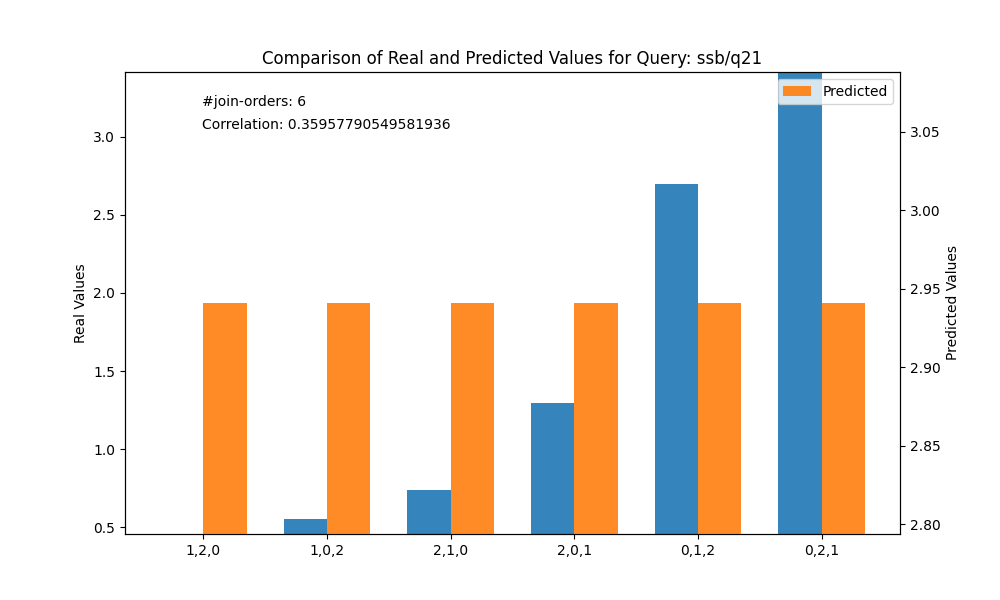 Comparison of Real and Predicted Values for Query: ssb/q21
#join-orders: 6
Correlation: 0.35957790549581936
Predicted
3.0
2.5
2.0
1.5
1.0
0.5
Real Values
3.05
3.00
2.95
2.90
2.85
2.80
Predicted Values
1,2,0 1,0,2 2,1,0 2,0,1 0,1,2 0,2,1